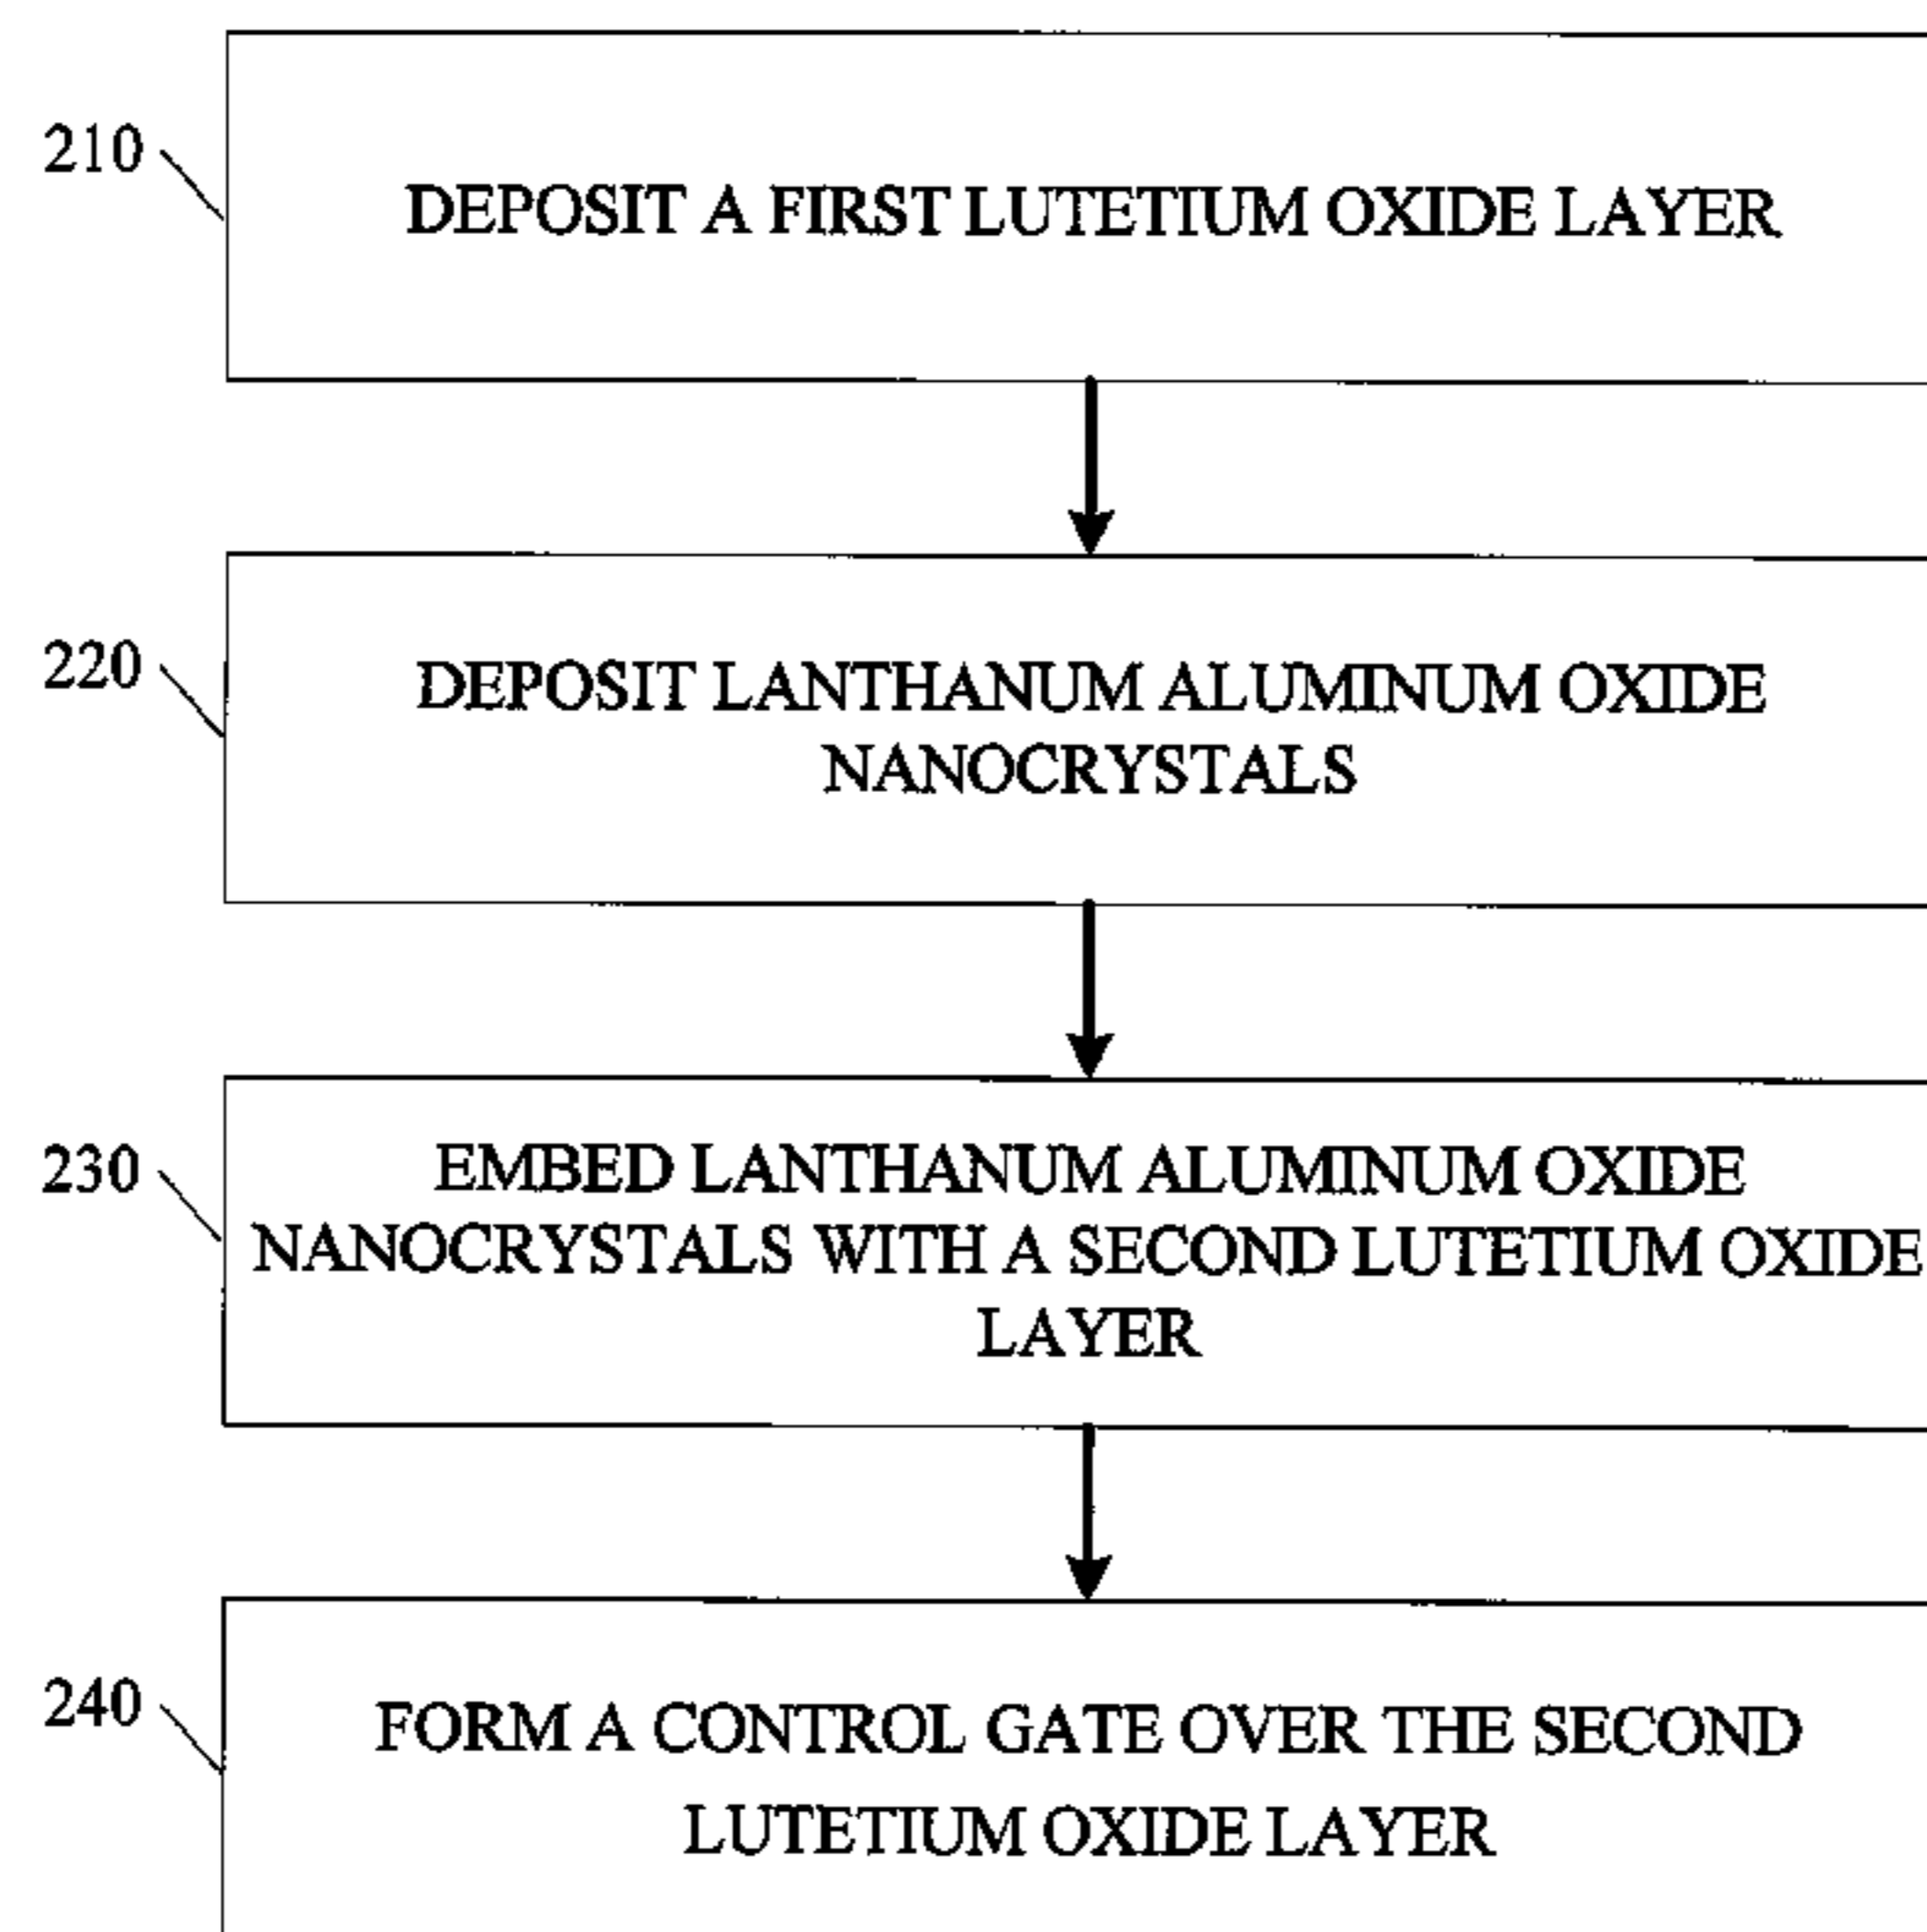 210
DEPOSIT A FIRST LUTETIUM OXIDE LAYER
220
DEPOSIT LANTHANUM ALUMINUM OXIDE
NANOCRYSTALS
230
EMBED LANTHANUM ALUMINUM OXIDE
NANOCRYSTALS WITH A SECOND LUTETIUM OXIDE
LAYER
240
FORM A CONTROL GATE OVER THE SECOND
LUTETIUM OXIDE LAYER